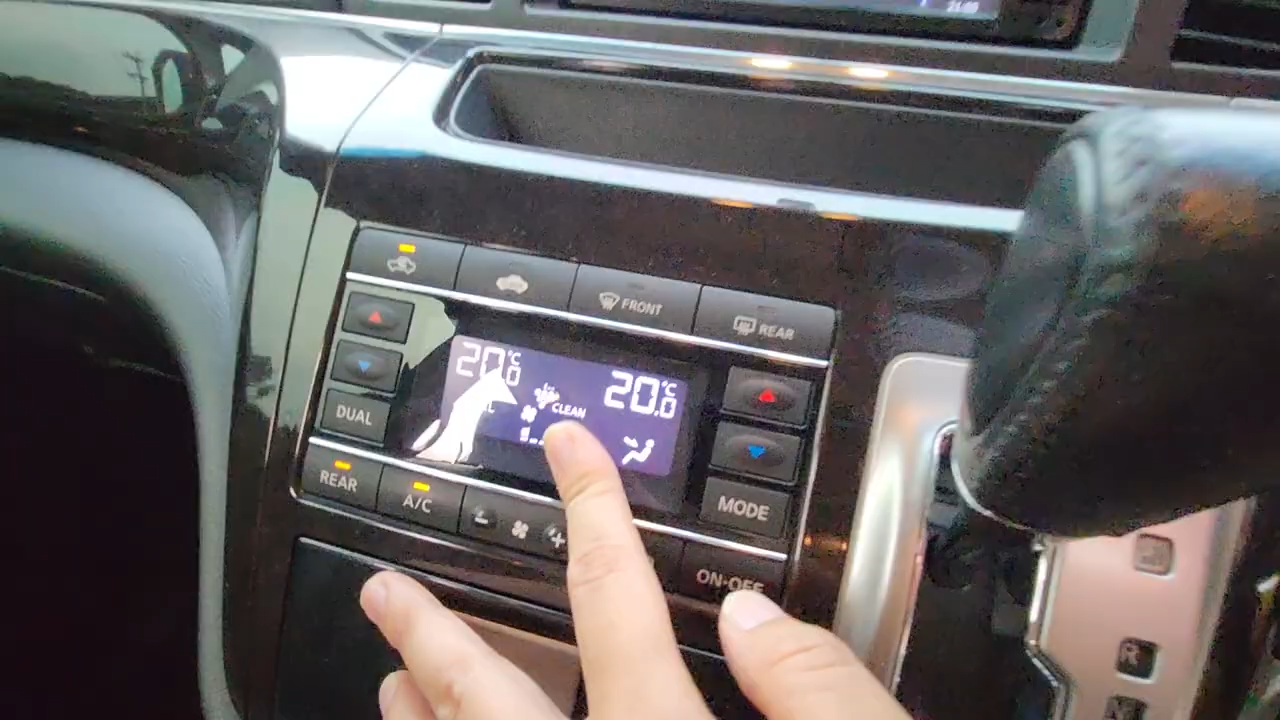 FRONT
REAR
20.0°C
20.0°C
CLEAN
DUAL
MODE
REAR
A/C
ON·OFF
R